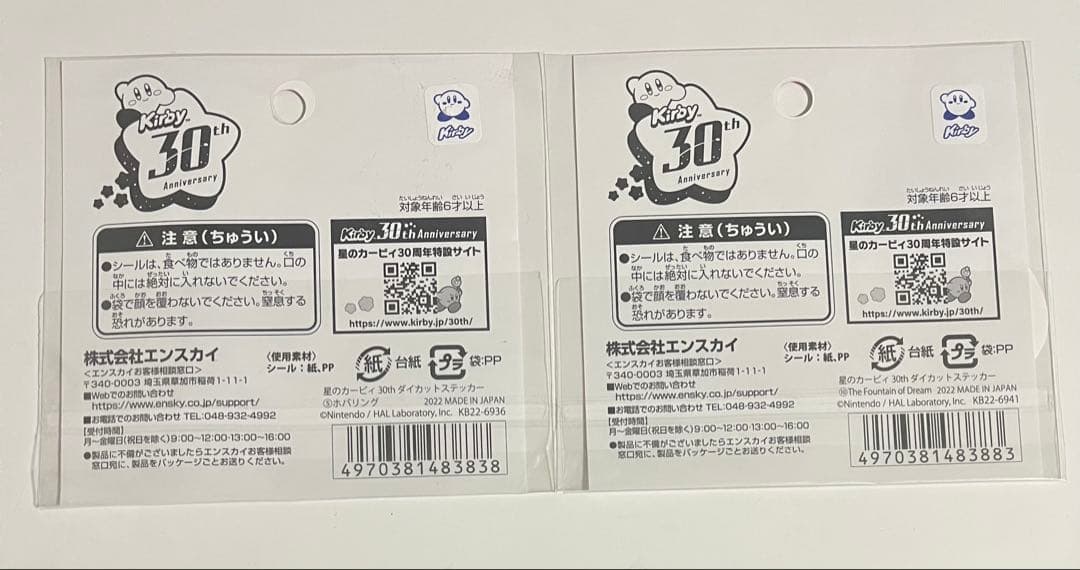 Kirby
30th
Anniversary
Kirby
対象年齢6才以上
たいしょうねんれい さい いじょう
注意(ちゅうい)
●シールは、食べ物ではありません。口の
中には絶対に入れないでください。
●袋で顔を覆わないでください。窒息する
恐れがあります。
Kirby 30th Anniversary
星のカービィ30周年特設サイト
https://www.kirby.jp/30th/
株式会社エンスカイ
<エンスカイお客様相談窓口>
〒340-0003 埼玉県草加市稲荷1-11-1
■Webでのお問い合わせ
https://www.ensky.co.jp/support/
■お電話でのお問い合わせ TEL:048-932-4992
【受付時間】
月~金曜日(祝日を除く)9:00~12:00・13:00~16:00
●製品に不備がございましたらエンスカイお客様相談
窓口宛に、製品をパッケージごとお送りください。
〈使用素材〉
シール:紙、PP
紙 台紙 プラ 袋:PP
星のカービィ 30th ダイカットステッカー
⑤ホバリング 2022 MADE IN JAPAN
©Nintendo / HAL Laboratory, Inc. KB22-6936
4970381483838
Kirby
30th
Anniversary
Kirby
対象年齢6才以上
たいしょうねんれい さい いじょう
注意(ちゅうい)
●シールは、食べ物ではありません。口の
中には絶対に入れないでください。
●袋で顔を覆わないでください。窒息する
恐れがあります。
Kirby 30th Anniversary
星のカービィ30周年特設サイト
https://www.kirby.jp/30th/
株式会社エンスカイ
<エンスカイお客様相談窓口>
〒340-0003 埼玉県草加市稲荷1-11-1
■Webでのお問い合わせ
https://www.ensky.co.jp/support/
■お電話でのお問い合わせ TEL:048-932-4992
【受付時間】
月~金曜日(祝日を除く)9:00~12:00・13:00~16:00
●製品に不備がございましたらエンスカイお客様相談
窓口宛に、製品をパッケージごとお送りください。
〈使用素材〉
シール:紙、PP
紙 台紙 プラ 袋:PP
星のカービィ 30th ダイカットステッカー
The Fountain of Dream 2022 MADE IN JAPAN
©Nintendo / HAL Laboratory, Inc. KB22-6941
4970381483883